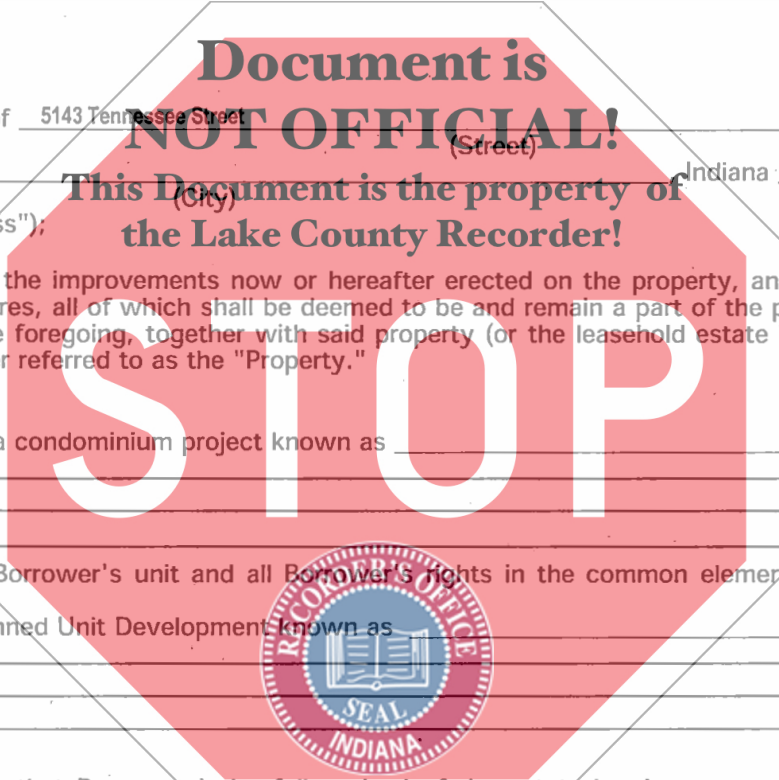 Document is
f 5143 Tennessee Street
NOT OFFICIAL!
(Street)
Indiana
This Document is the property of
(City)
ss");
the Lake County Recorder!
the improvements now or hereafter erected on the property, an
res, all of which shall be deemed to be and remain a part of the p
e foregoing, together with said property (or the leasehold estate
r referred to as the "Property."
STOP
a condominium project known as
Borrower's unit and all Borrower's rights in the common elemen
nned Unit Development known as
RECORDER'S OFFICE
SEAL
INDIANA